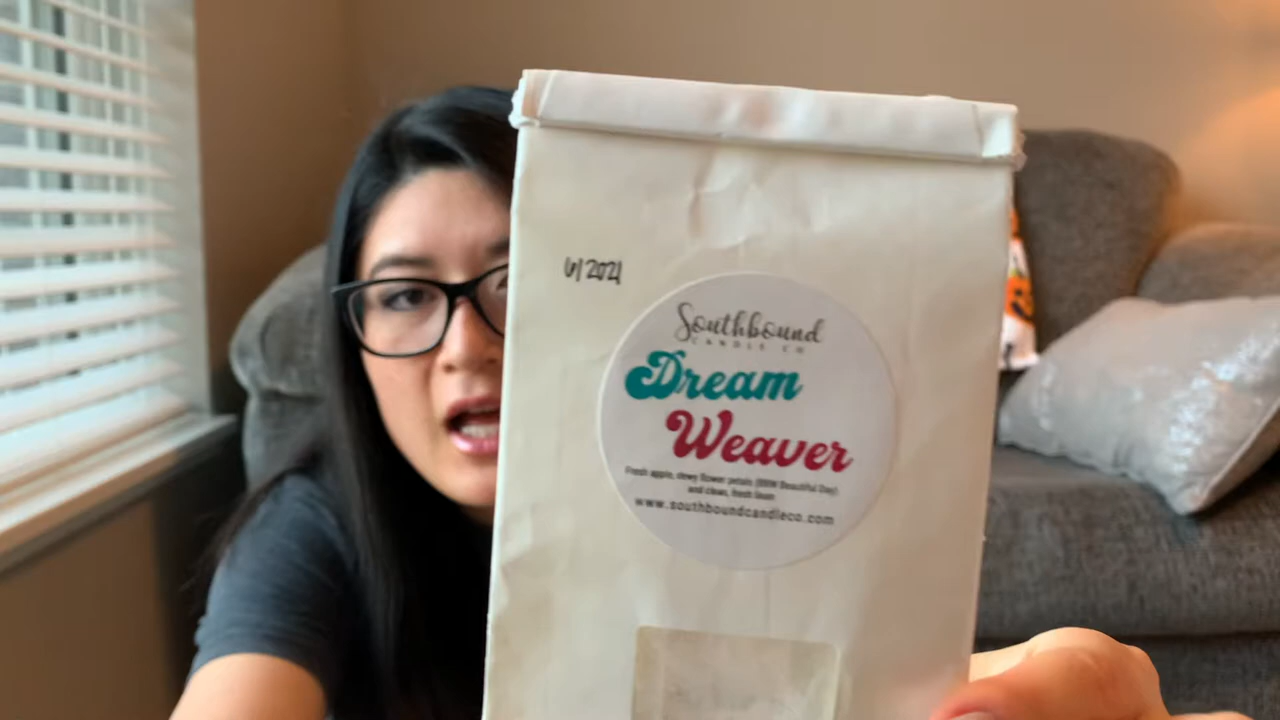 6/2021
Southbound
CANDLE CO
Dream
Weaver
Fresh apple, dewy flower petals (BBW Beautiful Day)
and clean, fresh linen
www.southboundcandleco.com